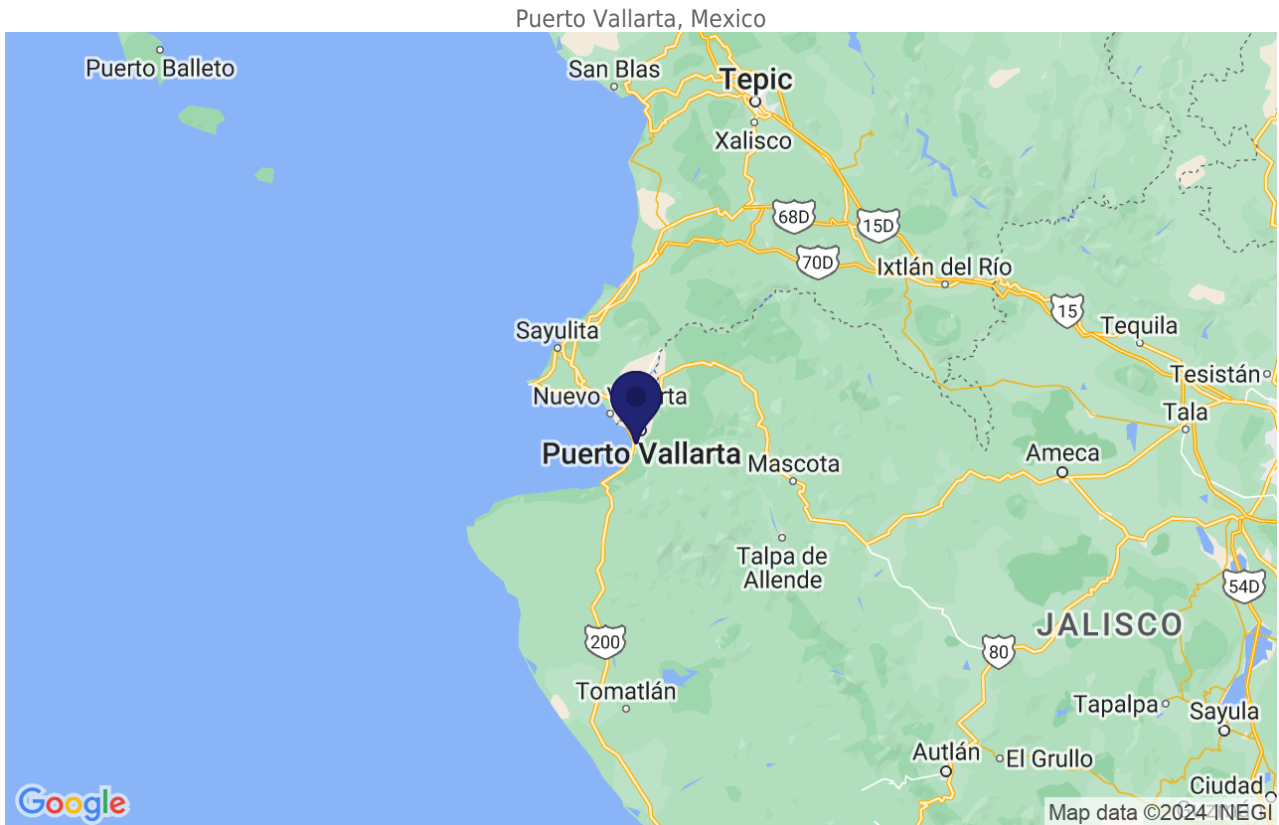 Puerto Vallarta, Mexico
Puerto Balleto
San Blas
Tepic
Xalisco
68D
15D
70D
Ixtlán del Río
15
Sayulita
Tequila
Tesistán
Nuevo
Tala
Puerto Vallarta
Mascota
Ameca
Talpa de
Allende
54D
JALISCO
200
80
Tomatlán
Tapalpa
Sayula
Autlán
El Grullo
Ciudad
Google
Map data ©2024 INEGI